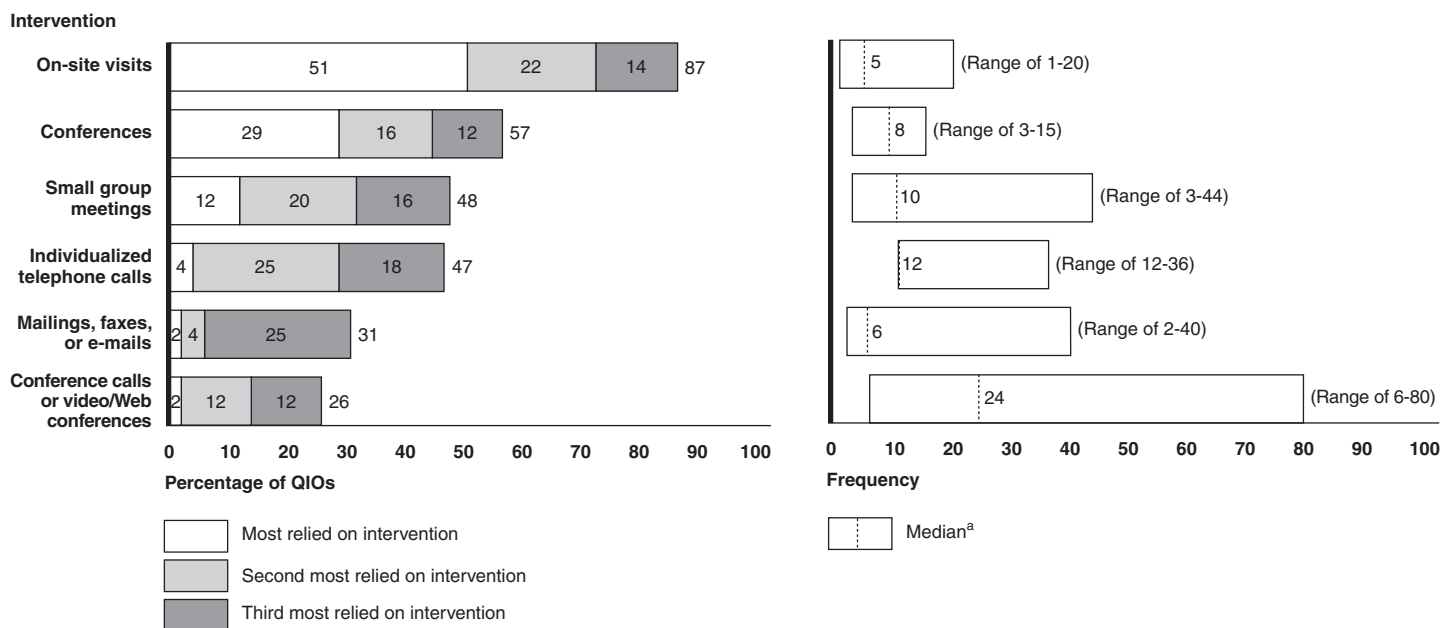 Intervention
On-site visits
51
22
14
87
5
(Range of 1-20)
Conferences
29
16
12
57
8
(Range of 3-15)
Small group
meetings
12
20
16
48
10
(Range of 3-44)
Individualized
telephone calls
4
25
18
47
12
(Range of 12-36)
Mailings, faxes,
or e-mails
2
4
25
31
6
(Range of 2-40)
Conference calls
or video/Web
conferences
2
12
12
26
24
(Range of 6-80)
0 10 20 30 40 50 60 70 80 90 100
Percentage of QIOs
0 10 20 30 40 50 60 70 80 90 100
Frequency
Most relied on intervention
Second most relied on intervention
Third most relied on intervention
Medianᵃ